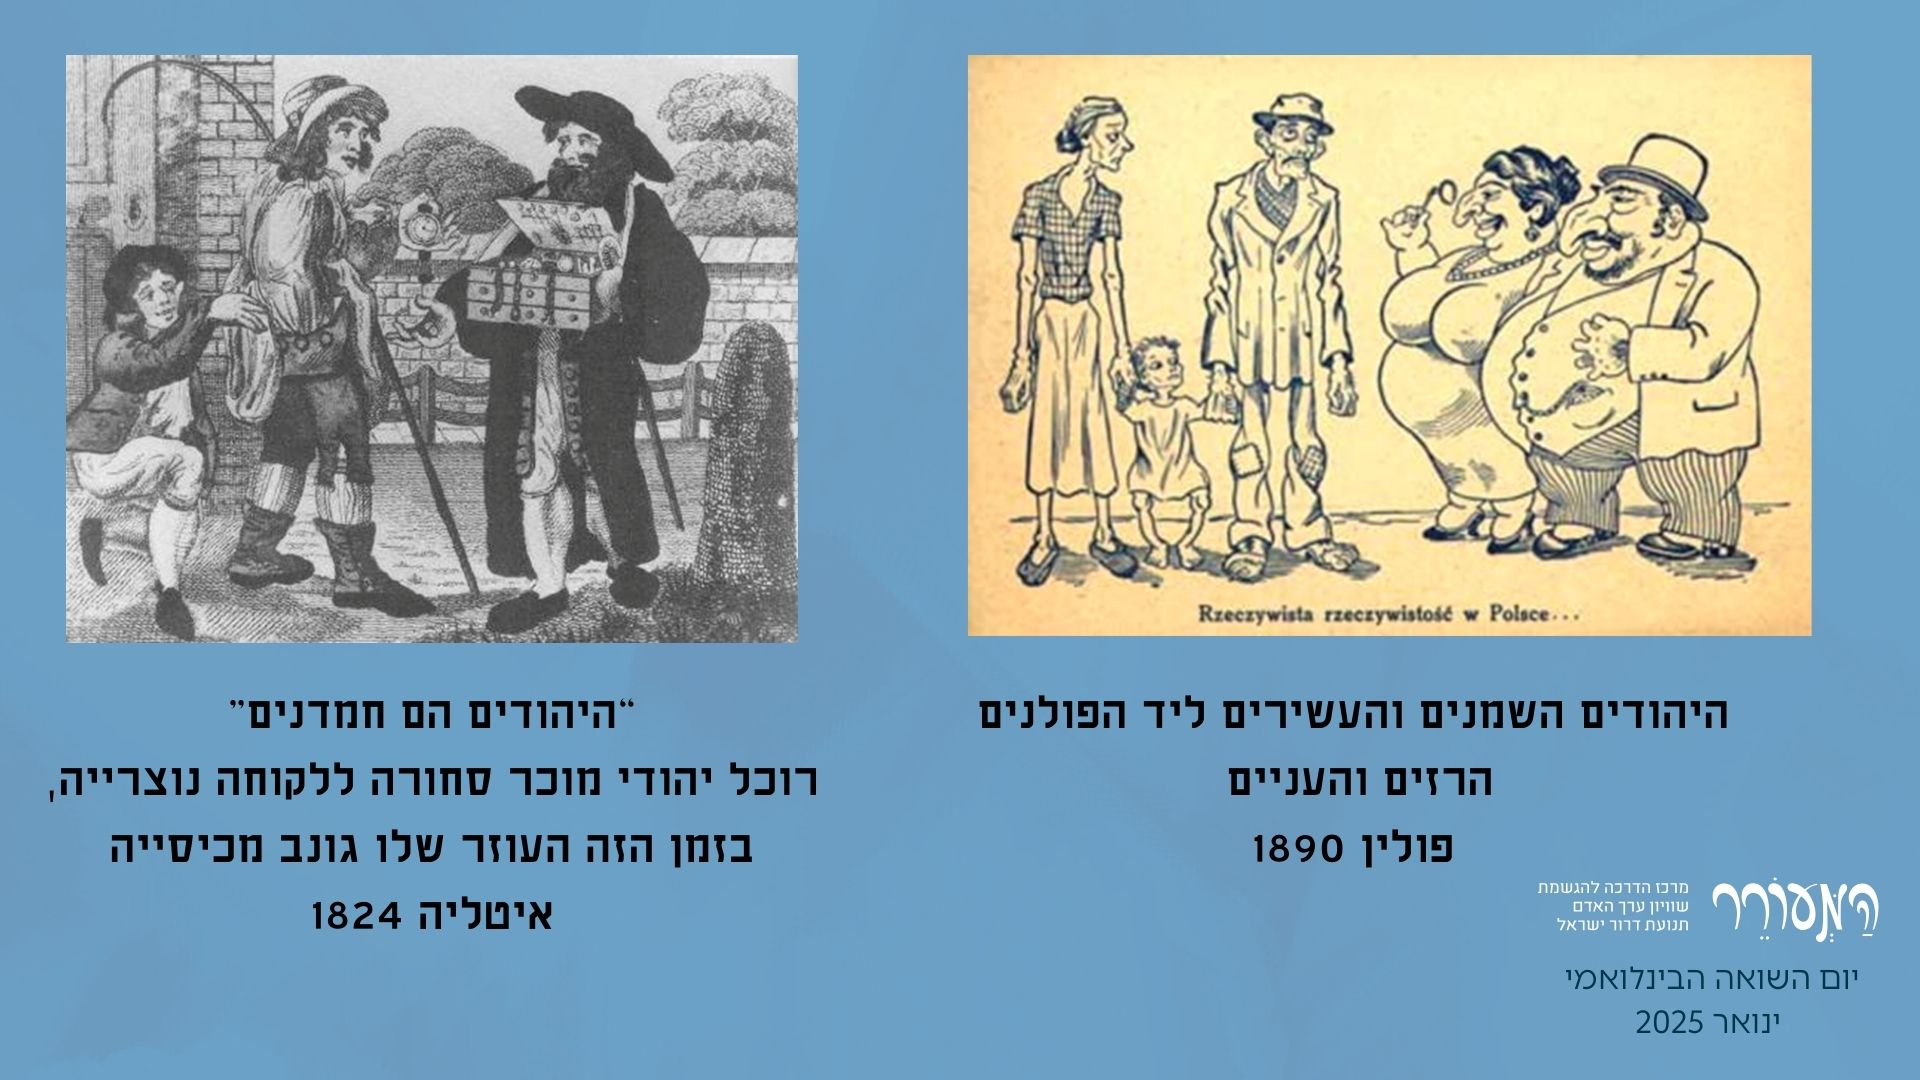 Rzeczywista rzeczywistość w Polsce...
היהודים השמנים והעשירים ליד הפולנים
הרזים והעניים
פולין 1890
“היהודים הם חמדנים”
רוכל יהודי מוכר סחורה ללקוחה נוצרייה,
בזמן הזה העוזר שלו גונב מכיסייה
איטליה 1824
הַמְּעוֹרֵר
מרכז הדרכה להגשמת
שוויון ערך האדם
תנועת דרור ישראל
יום השואה הבינלואמי
ינואר 2025